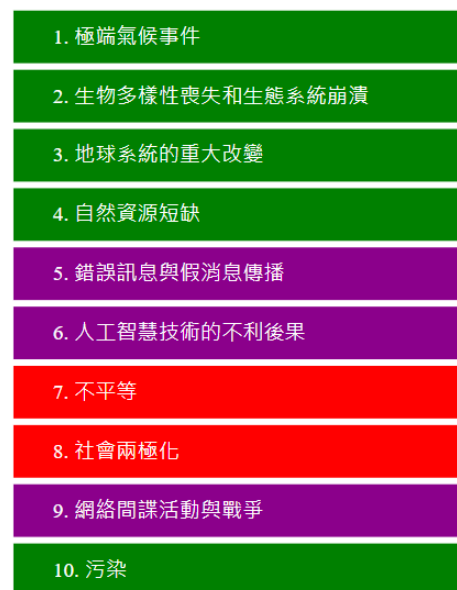 1. 極端氣候事件
2. 生物多樣性喪失和生態系統崩潰
3. 地球系統的重大改變
4. 自然資源短缺
5. 錯誤訊息與假消息傳播
6. 人工智慧技術的不利後果
7. 不平等
8. 社會兩極化
9. 網絡間諜活動與戰爭
10. 污染